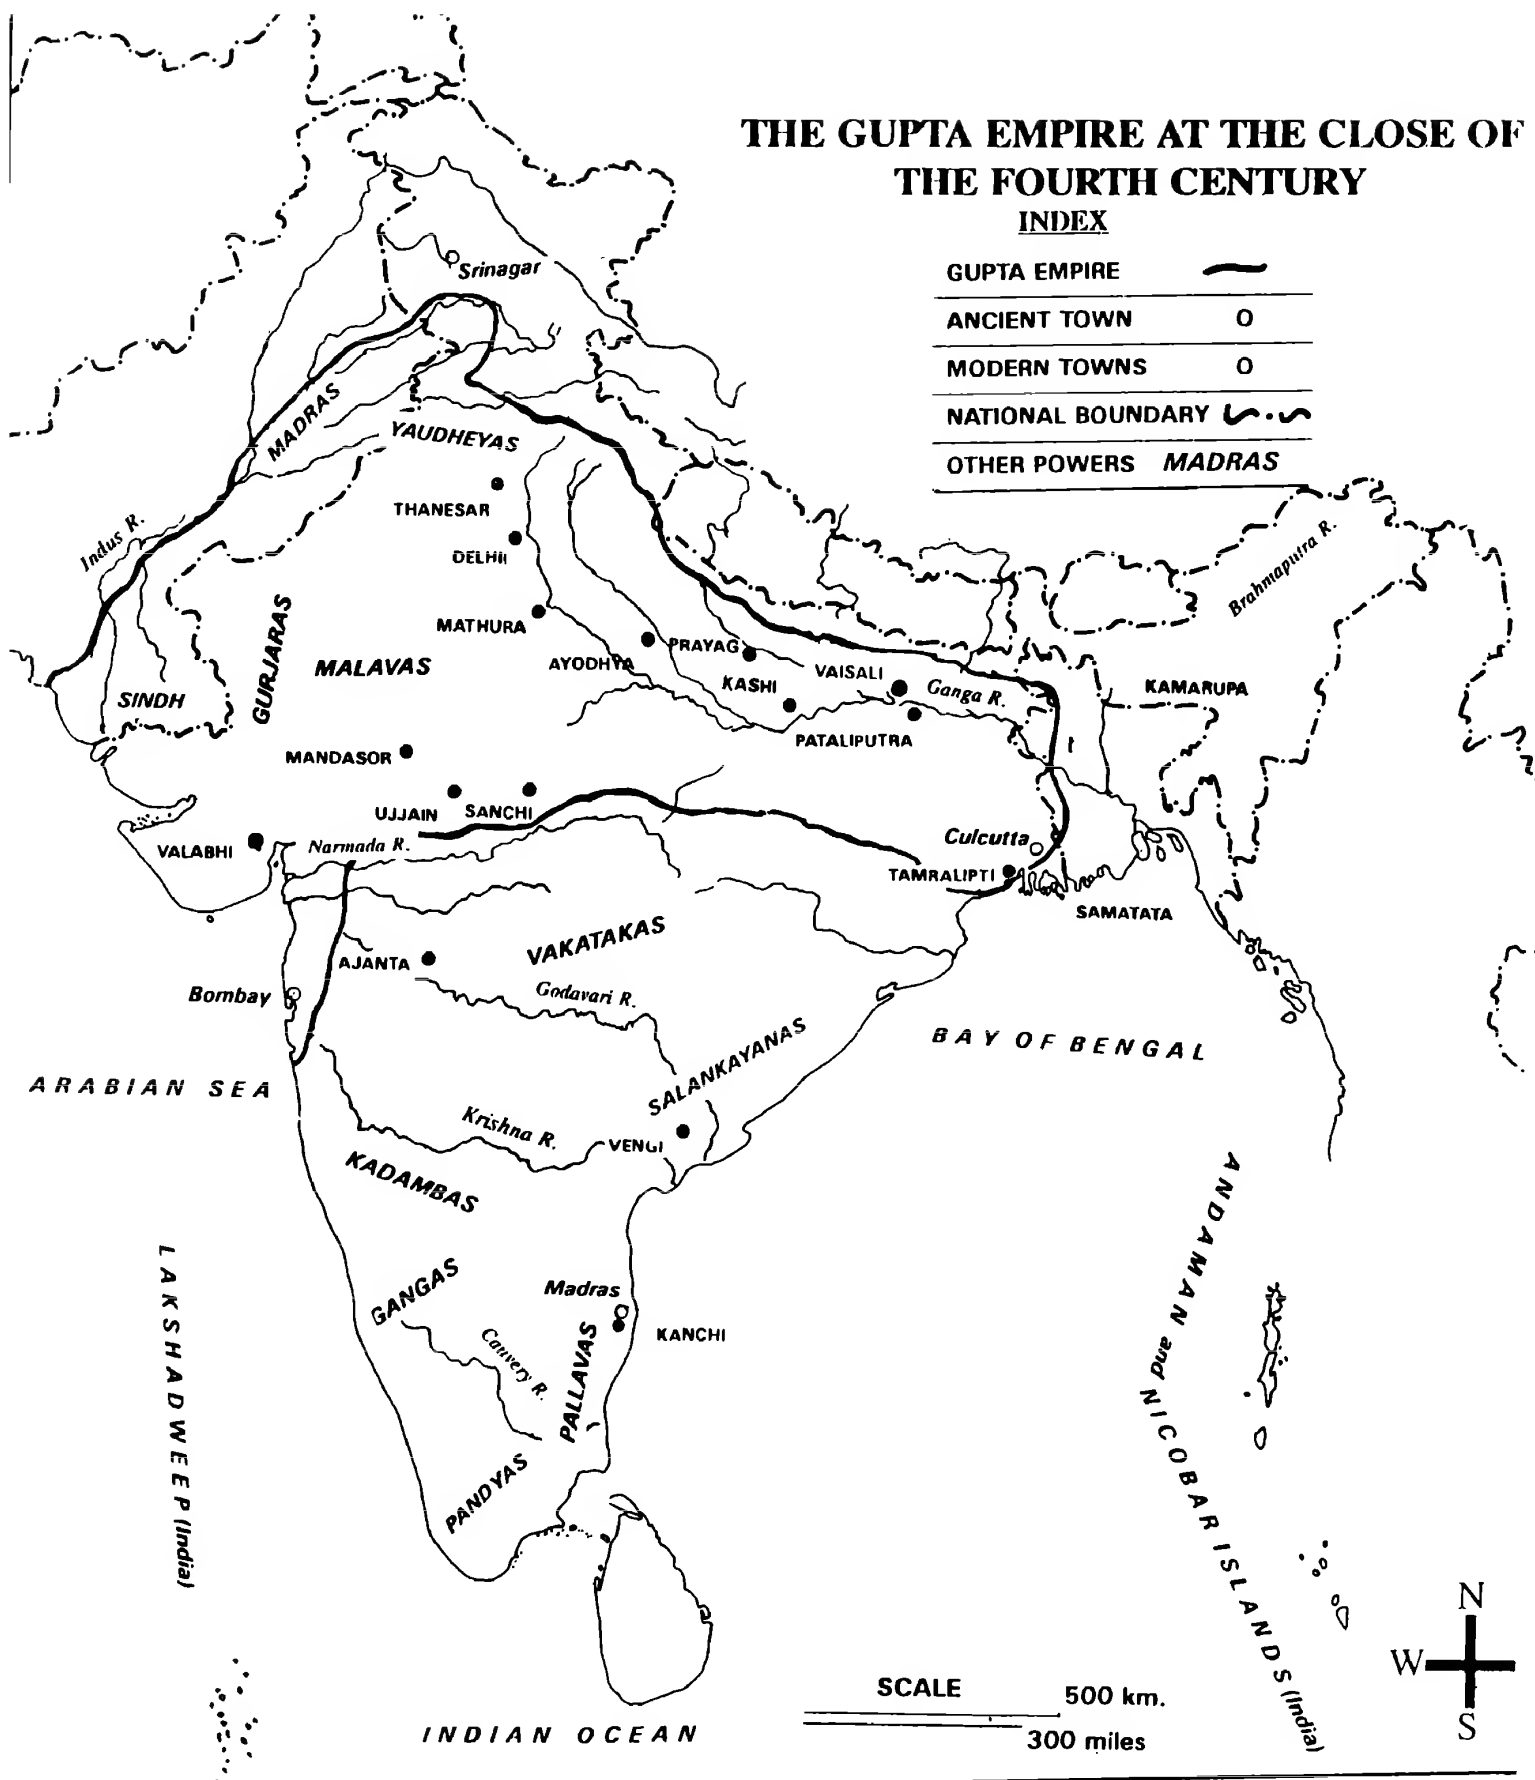 THE GUPTA EMPIRE AT THE CLOSE OF
THE FOURTH CENTURY
INDEX
GUPTA EMPIRE
ANCIENT TOWN
MODERN TOWNS
NATIONAL BOUNDARY
OTHER POWERS MADRAS
Srinagar
MADRAS
YAUDHEYAS
THANESAR
Indus R.
DELHI
Brahmaputra R.
MATHURA
GURJARAS
MALAVAS
AYODHYA
PRAYAG
VAISALI
KASHI
Ganga R.
KAMARUPA
SINDH
PATALIPUTRA
MANDASOR
UJJAIN
SANCHI
VALABHI
Narmada R.
Culcutta
TAMRALIPTI
SAMATATA
VAKATAKAS
AJANTA
Bombay
Godavari R.
BAY OF BENGAL
SALANKAYANAS
ARABIAN SEA
Krishna R.
VENGI
KADAMBAS
GANGAS
Madras
KANCHI
Cauvery R.
PALLAVAS
PANDYAS
LAKSHADWEEP (India)
ANDAMAN and NICOBAR ISLANDS (India)
N
W
S
SCALE
500 km.
300 miles
INDIAN OCEAN